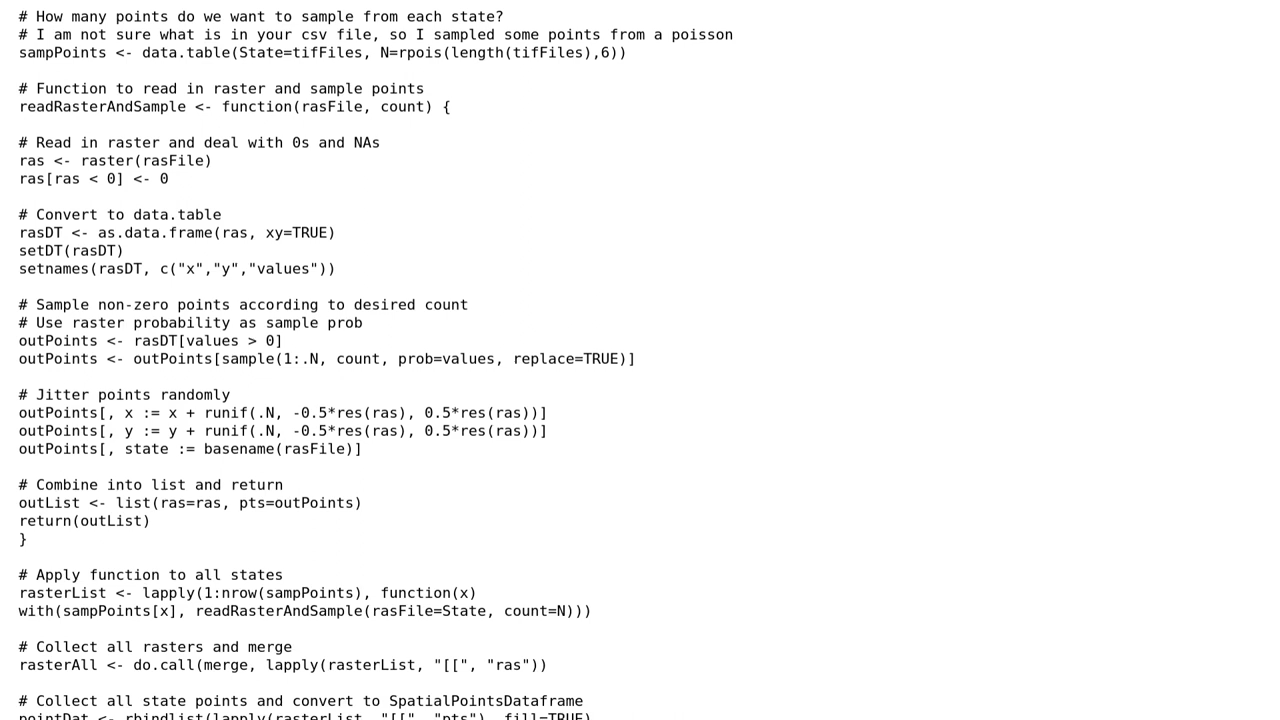 # How many points do we want to sample from each state?
# I am not sure what is in your csv file, so I sampled some points from a poisson
sampPoints <- data.table(State=tifFiles, N=rpois(length(tifFiles),6))
# Function to read in raster and sample points
readRasterAndSample <- function(rasFile, count) {
# Read in raster and deal with 0s and NAs
ras <- raster(rasFile)
ras[ras < 0] <- 0
# Convert to data.table
rasDT <- as.data.frame(ras, xy=TRUE)
setDT(rasDT)
setnames(rasDT, c("x","y","values"))
# Sample non-zero points according to desired count
# Use raster probability as sample prob
outPoints <- rasDT[values > 0]
outPoints <- outPoints[sample(1:.N, count, prob=values, replace=TRUE)]
# Jitter points randomly
outPoints[, x := x + runif(.N, -0.5*res(ras), 0.5*res(ras))]
outPoints[, y := y + runif(.N, -0.5*res(ras), 0.5*res(ras))]
outPoints[, state := basename(rasFile)]
# Combine into list and return
outList <- list(ras=ras, pts=outPoints)
return(outList)
}
# Apply function to all states
rasterList <- lapply(1:nrow(sampPoints), function(x)
with(sampPoints[x], readRasterAndSample(rasFile=State, count=N)))
# Collect all rasters and merge
rasterAll <- do.call(merge, lapply(rasterList, "[[", "ras"))
# Collect all state points and convert to SpatialPointsDataframe
pointDat <- rbindlist(lapply(rasterList, "[[", "pts"), fill=TRUE)